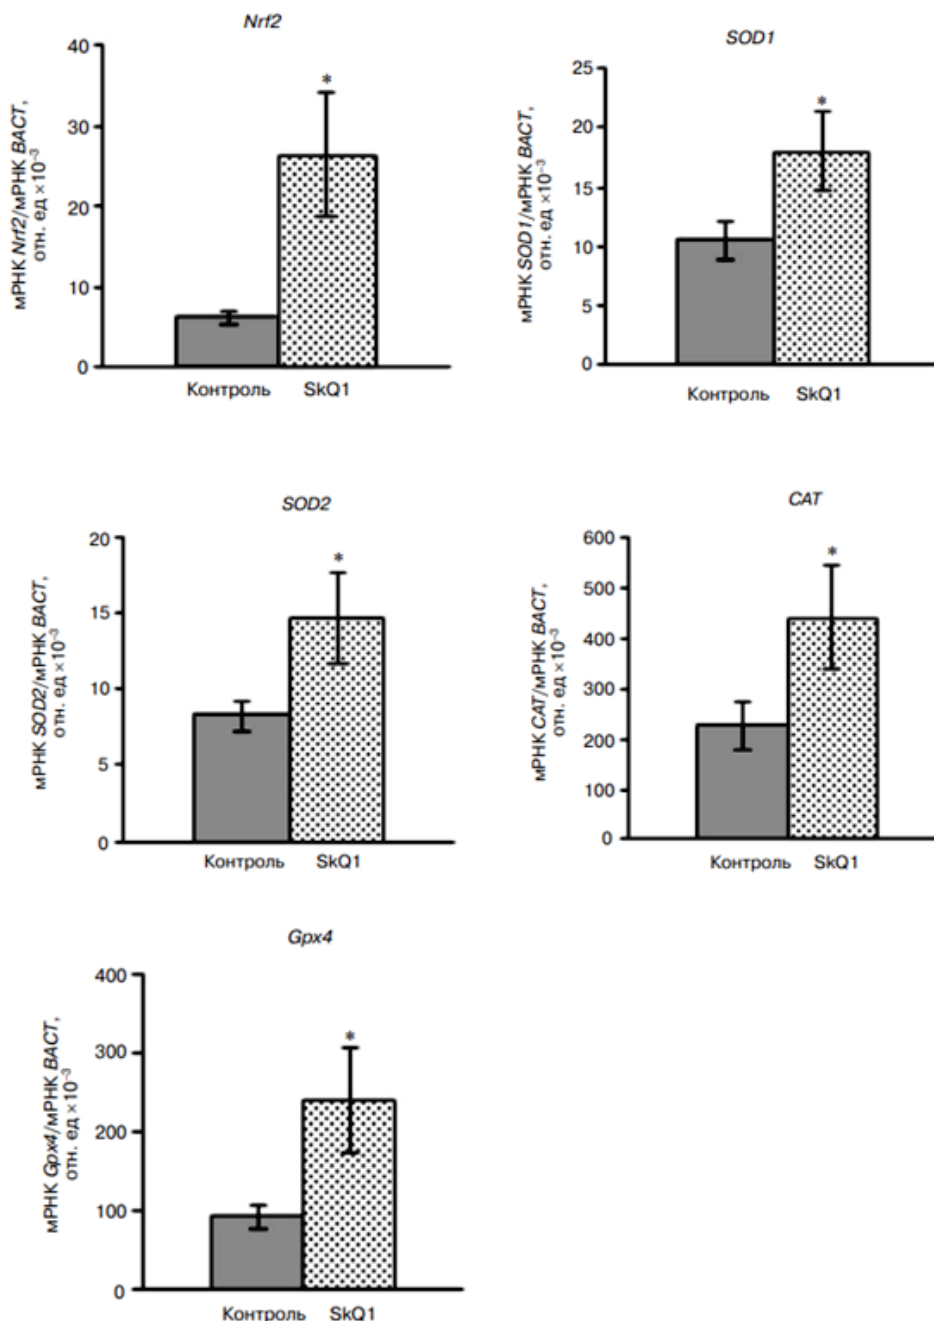 Nrf2
мРНК Nrf2/мРНК BACT,
отн. ед ×10⁻³
40
30
20
10
0
*
Контроль SkQ1
SOD1
мРНК SOD1/мРНК BACT,
отн. ед ×10⁻³
25
20
15
10
5
0
*
Контроль SkQ1
SOD2
мРНК SOD2/мРНК BACT,
отн. ед ×10⁻³
20
15
10
5
0
*
Контроль SkQ1
CAT
мРНК CAT/мРНК BACT,
отн. ед ×10⁻³
600
500
400
300
200
100
0
*
Контроль SkQ1
Gpx4
мРНК Gpx4/мРНК BACT,
отн. ед ×10⁻³
400
300
200
100
0
*
Контроль SkQ1